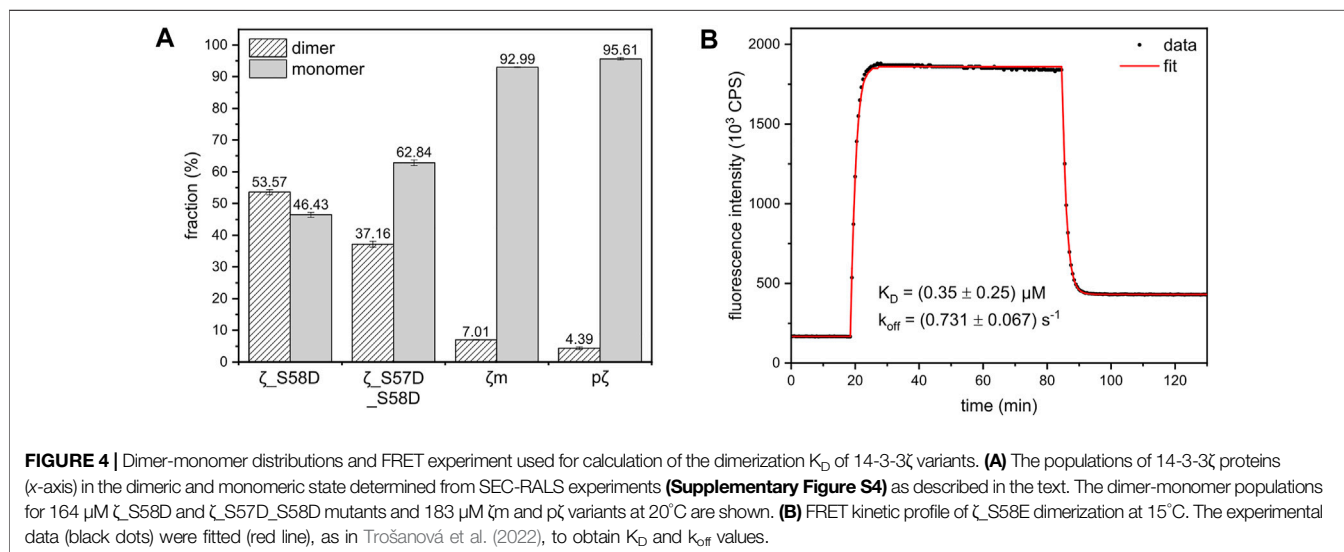 A
dimer
monomer
fraction (%)
100
90
80
70
60
50
40
30
20
10
0
53.57
46.43
37.16
62.84
7.01
92.99
4.39
95.61
ζ_S58D
ζ_S57D
_S58D
ζm
pζ
B
data
fit
fluorescence intensity (10³ CPS)
2000
1500
1000
500
0
K_D = (0.35 ± 0.25) µM
k_off = (0.731 ± 0.067) s⁻¹
0 20 40 60 80 100 120
time (min)
FIGURE 4 | Dimer-monomer distributions and FRET experiment used for calculation of the dimerization K_D of 14-3-3ζ variants. (A) The populations of 14-3-3ζ proteins
(x-axis) in the dimeric and monomeric state determined from SEC-RALS experiments (Supplementary Figure S4) as described in the text. The dimer-monomer populations
for 164 µM ζ_S58D and ζ_S57D_S58D mutants and 183 µM ζm and pζ variants at 20°C are shown. (B) FRET kinetic profile of ζ_S58E dimerization at 15°C. The experimental
data (black dots) were fitted (red line), as in Trošanová et al. (2022), to obtain K_D and k_off values.